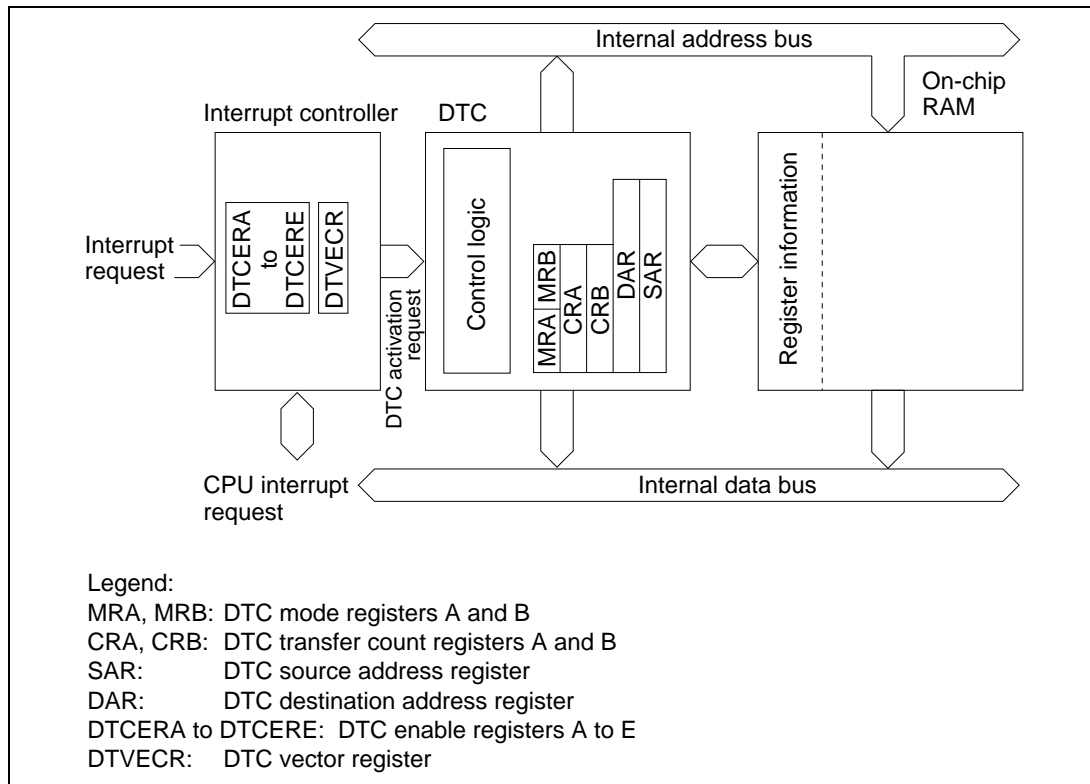 Internal address bus
On-chip
RAM
Interrupt controller
DTC
Interrupt
request
DTCERA
to
DTCERE
DTVECR
DTC activation
request
Control logic
MRA
MRB
CRA
CRB
DAR
SAR
Register information
CPU interrupt
request
Internal data bus
Legend:
MRA, MRB: DTC mode registers A and B
CRA, CRB: DTC transfer count registers A and B
SAR: DTC source address register
DAR: DTC destination address register
DTCERA to DTCERE: DTC enable registers A to E
DTVECR: DTC vector register